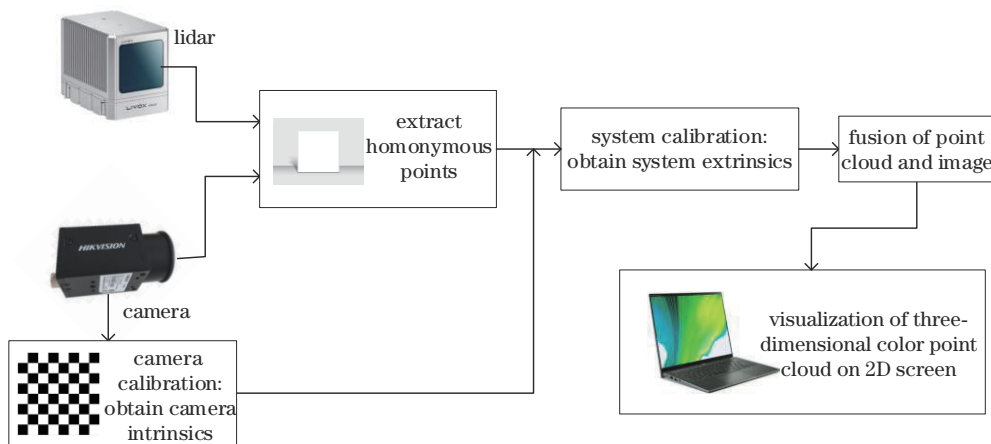 lidar
LIVOX
extract
homonymous
points
system calibration:
obtain system extrinsics
fusion of point
cloud and image
HIKVISION
camera
camera
calibration:
obtain camera
intrinsics
visualization of three-
dimensional color point
cloud on 2D screen